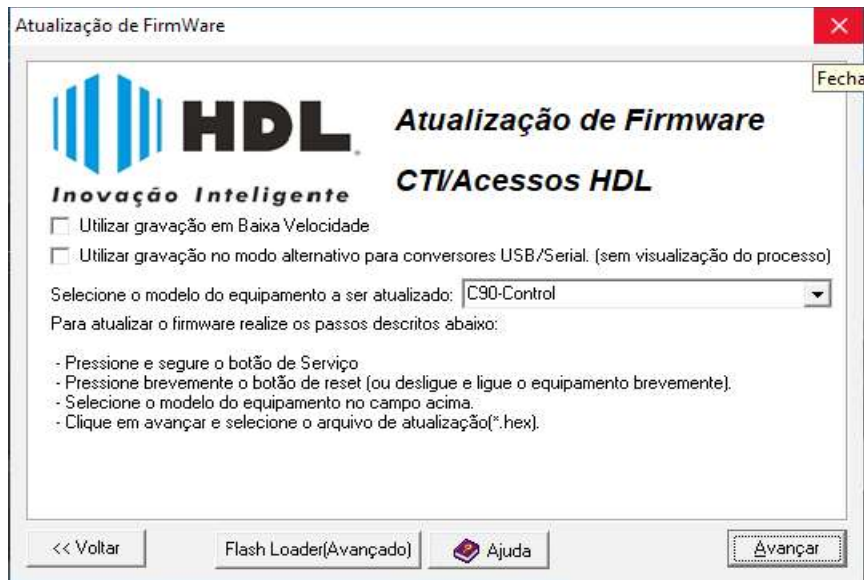 Atualização de FirmWare
Fecha
HDL
Inovação Inteligente
Atualização de Firmware
CTI/Acessos HDL
Utilizar gravação em Baixa Velocidade
Utilizar gravação no modo alternativo para conversores USB/Serial. (sem visualização do processo)
Selecione o modelo do equipamento a ser atualizado: C90-Control
Para atualizar o firmware realize os passos descritos abaixo:
- Pressione e segure o botão de Serviço
- Pressione brevemente o botão de reset (ou desligue e ligue o equipamento brevemente).
- Selecione o modelo do equipamento no campo acima.
- Clique em avançar e selecione o arquivo de atualização(*.hex).
<< Voltar Flash Loader(Avançado) Ajuda Avançar